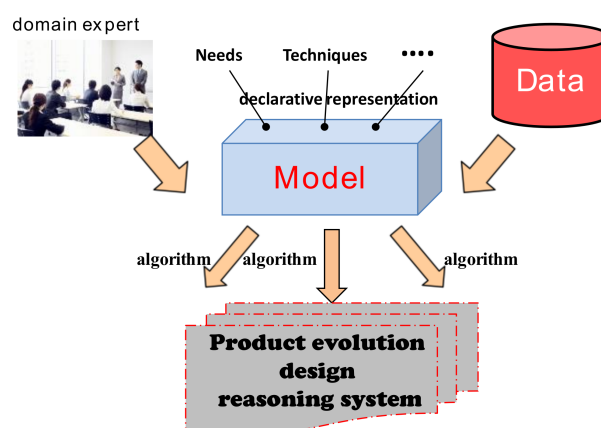 domain expert
Needs
Techniques
••••
declarative representation
Data
Model
algorithm
algorithm
algorithm
Product evolution
design
reasoning system